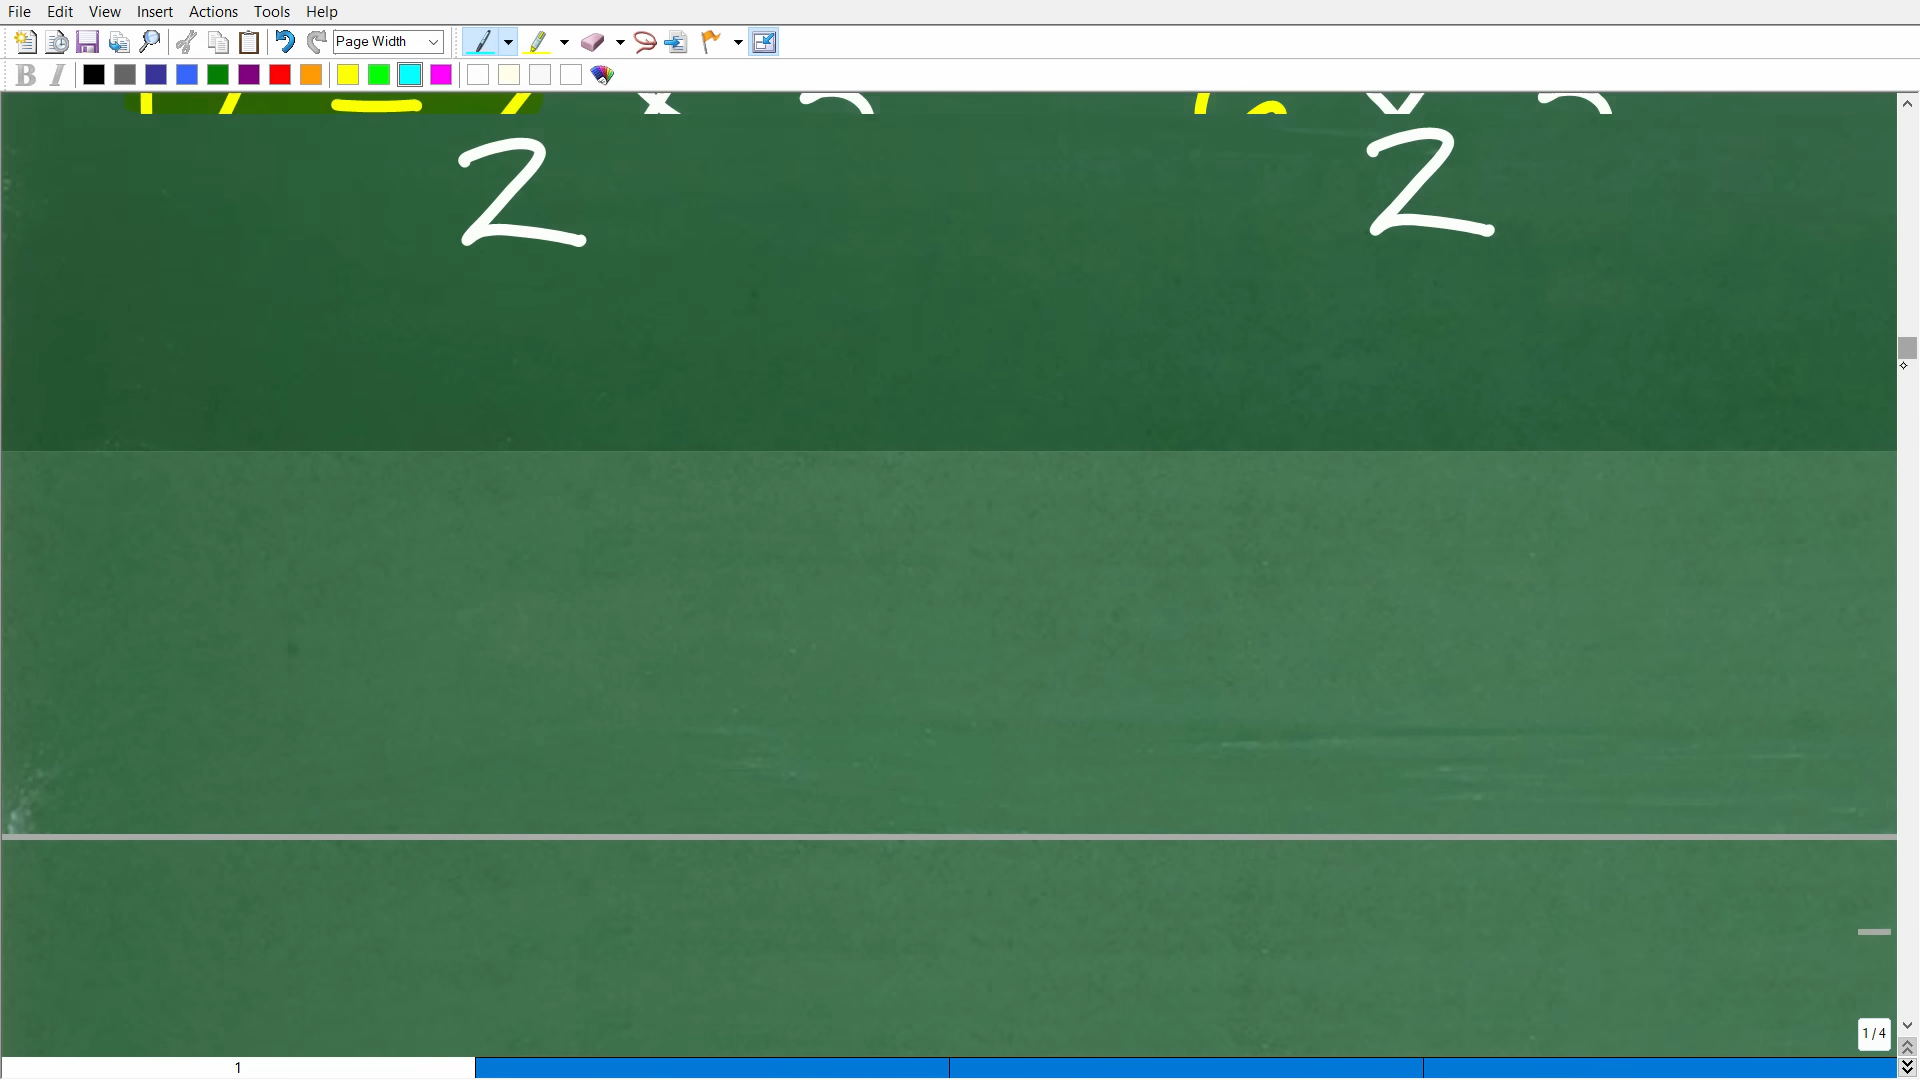 File Edit View Insert Actions Tools Help
Page Width
B I
2 2
1 / 4
1